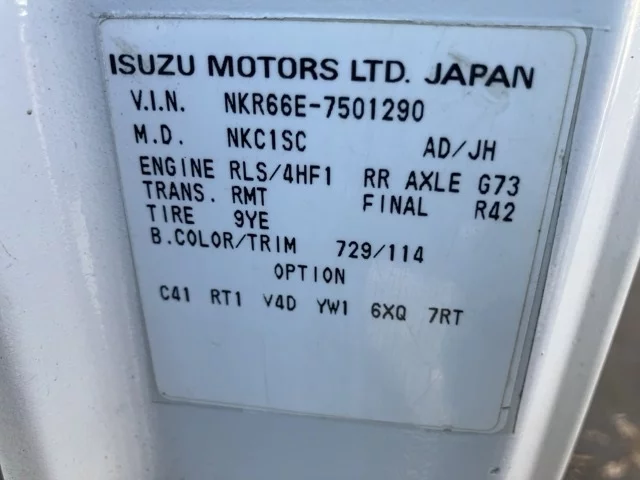 ISUZU MOTORS LTD. JAPAN
V.I.N. NKR66E-7501290
M.D. NKC1SC AD/JH
ENGINE RLS/4HF1 RR AXLE G73
TRANS. RMT FINAL R42
TIRE 9YE
B.COLOR/TRIM 729/114
OPTION
C41 RT1 V4D YW1 6XQ 7RT